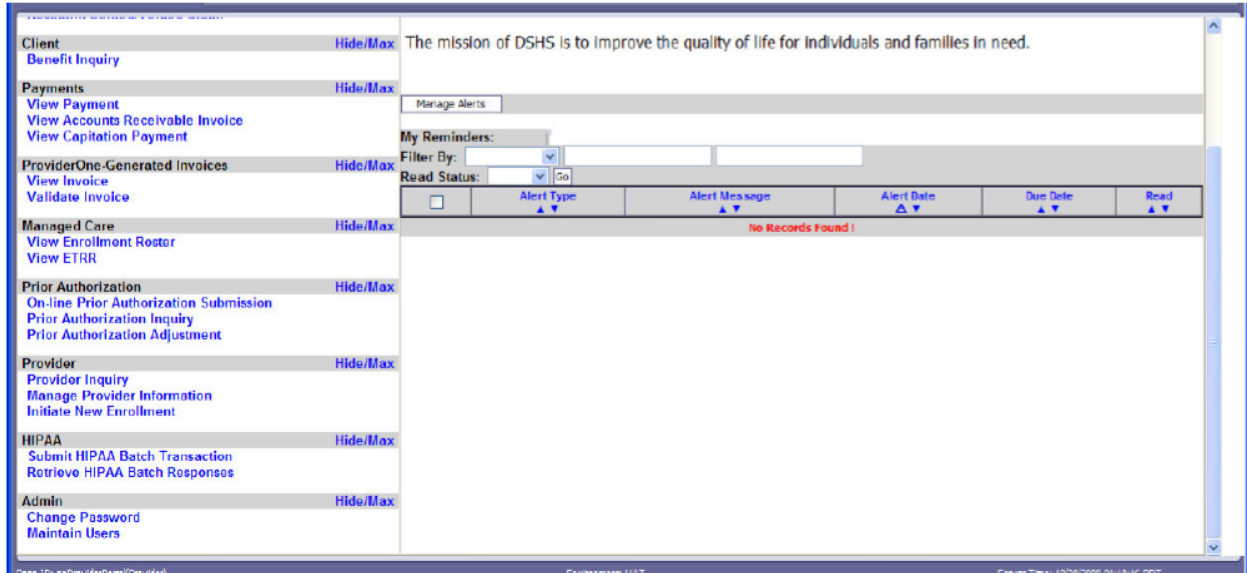 Client Hide/Max
Benefit Inquiry
Payments Hide/Max
View Payment
View Accounts Receivable Invoice
View Capitation Payment
ProviderOne-Generated Invoices Hide/Max
View Invoice
Validate Invoice
Managed Care Hide/Max
View Enrollment Roster
View ETRR
Prior Authorization Hide/Max
On-line Prior Authorization Submission
Prior Authorization Inquiry
Prior Authorization Adjustment
Provider Hide/Max
Provider Inquiry
Manage Provider Information
Initiate New Enrollment
HIPAA Hide/Max
Submit HIPAA Batch Transaction
Retrieve HIPAA Batch Responses
Admin Hide/Max
Change Password
Maintain Users
The mission of DSHS is to improve the quality of life for individuals and families in need.
Manage Alerts
My Reminders:
Filter By:
Read Status: Go
Alert Type Alert Message Alert Date Due Date Read
No Records Found !